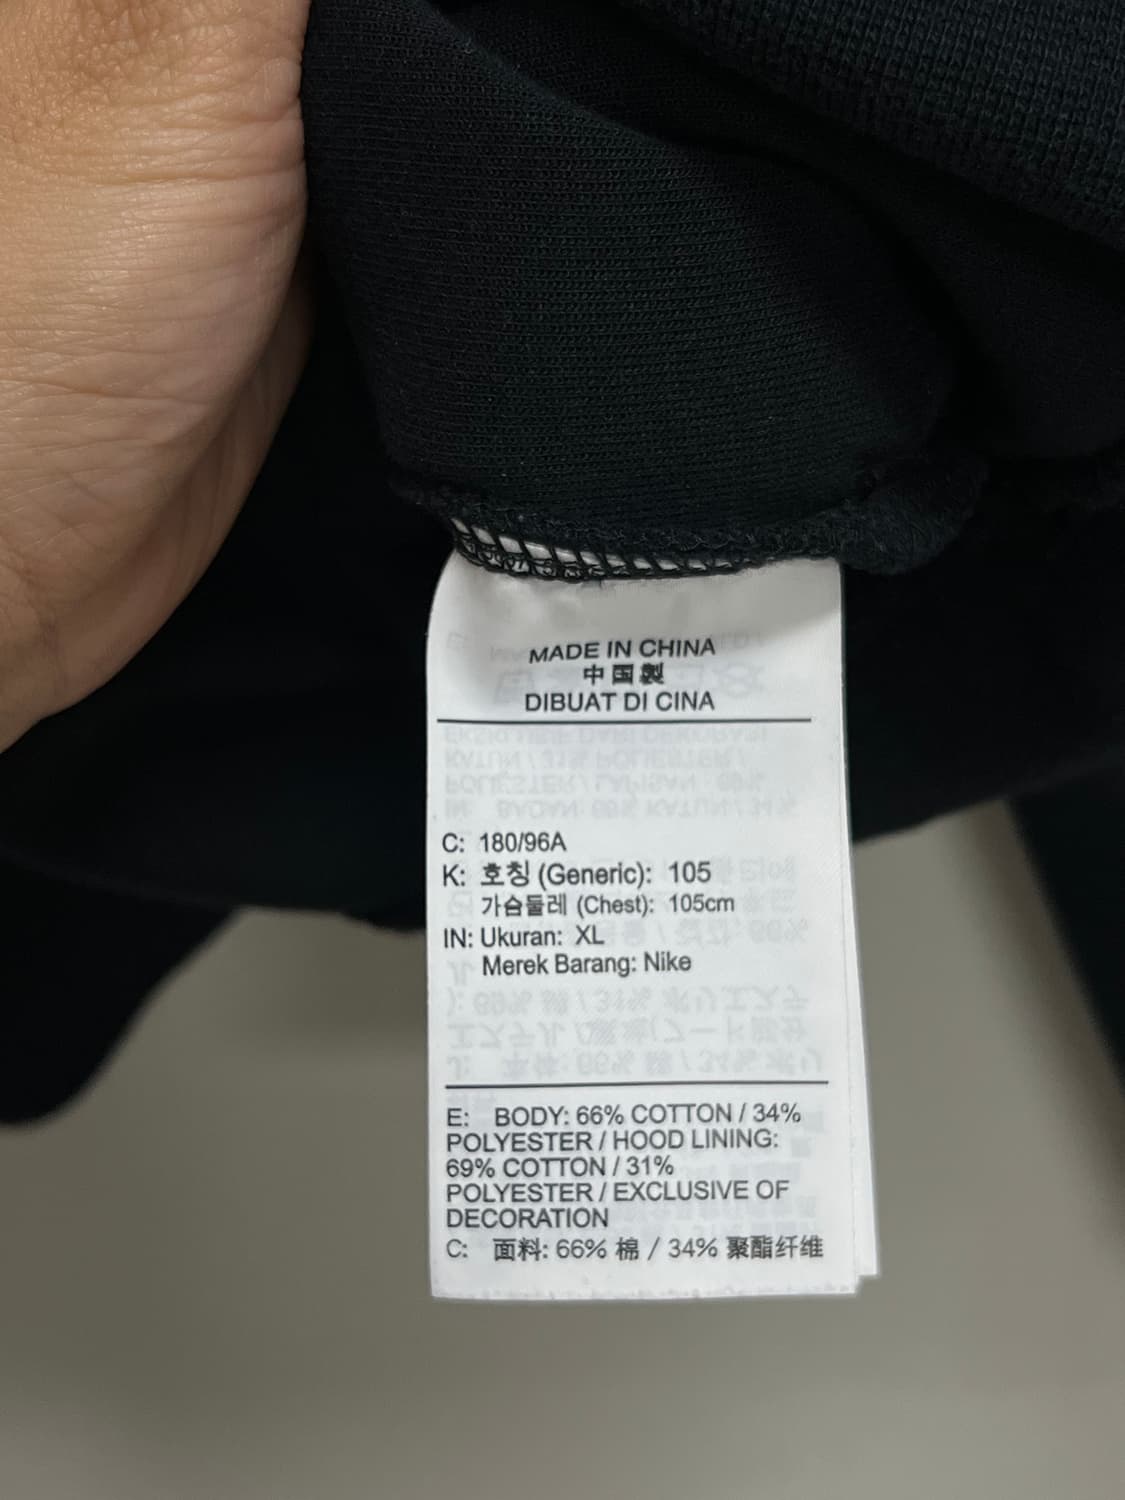 MADE IN CHINA
中国製
DIBUAT DI CINA
C: 180/96A
K: 호칭 (Generic): 105
가슴둘레 (Chest): 105cm
IN: Ukuran: XL
Merek Barang: Nike
E: BODY: 66% COTTON / 34%
POLYESTER / HOOD LINING:
69% COTTON / 31%
POLYESTER / EXCLUSIVE OF
DECORATION
C: 面料: 66% 棉 / 34% 聚酯纤维